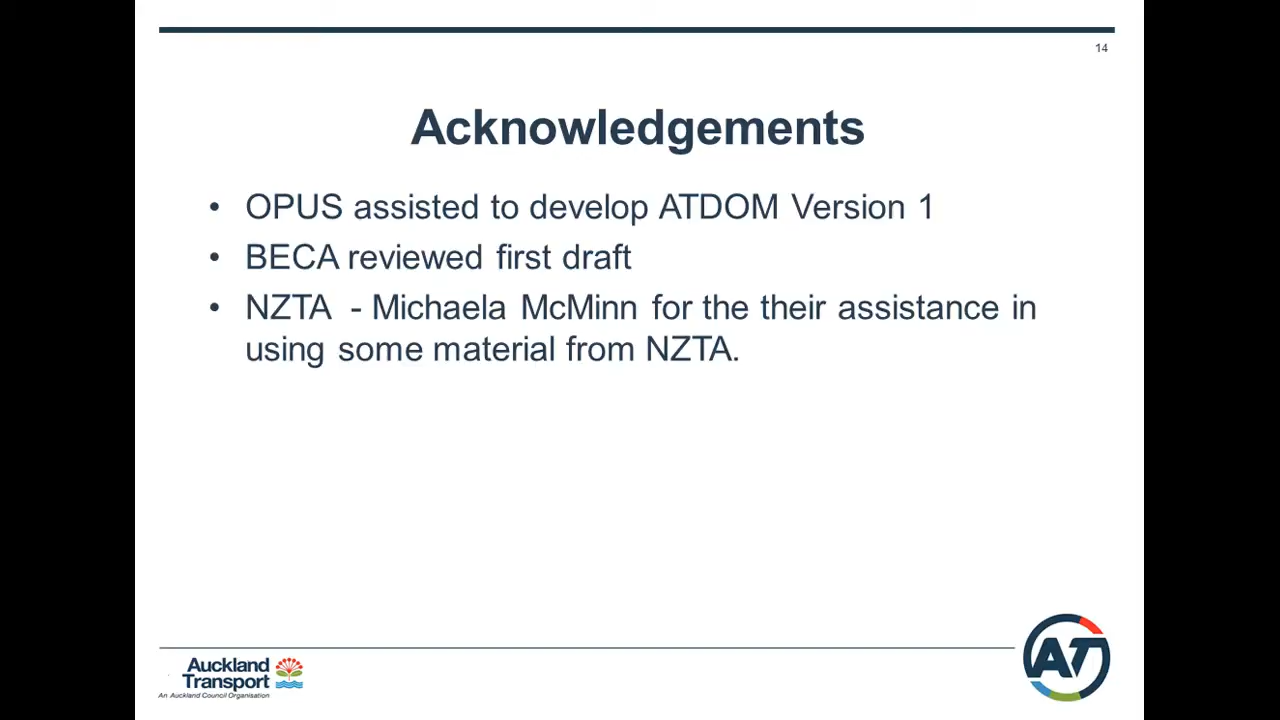 14
Acknowledgements
• OPUS assisted to develop ATDOM Version 1
• BECA reviewed first draft
• NZTA - Michaela McMinn for the their assistance in
using some material from NZTA.
Auckland
Transport
An Auckland Council Organisation
AT